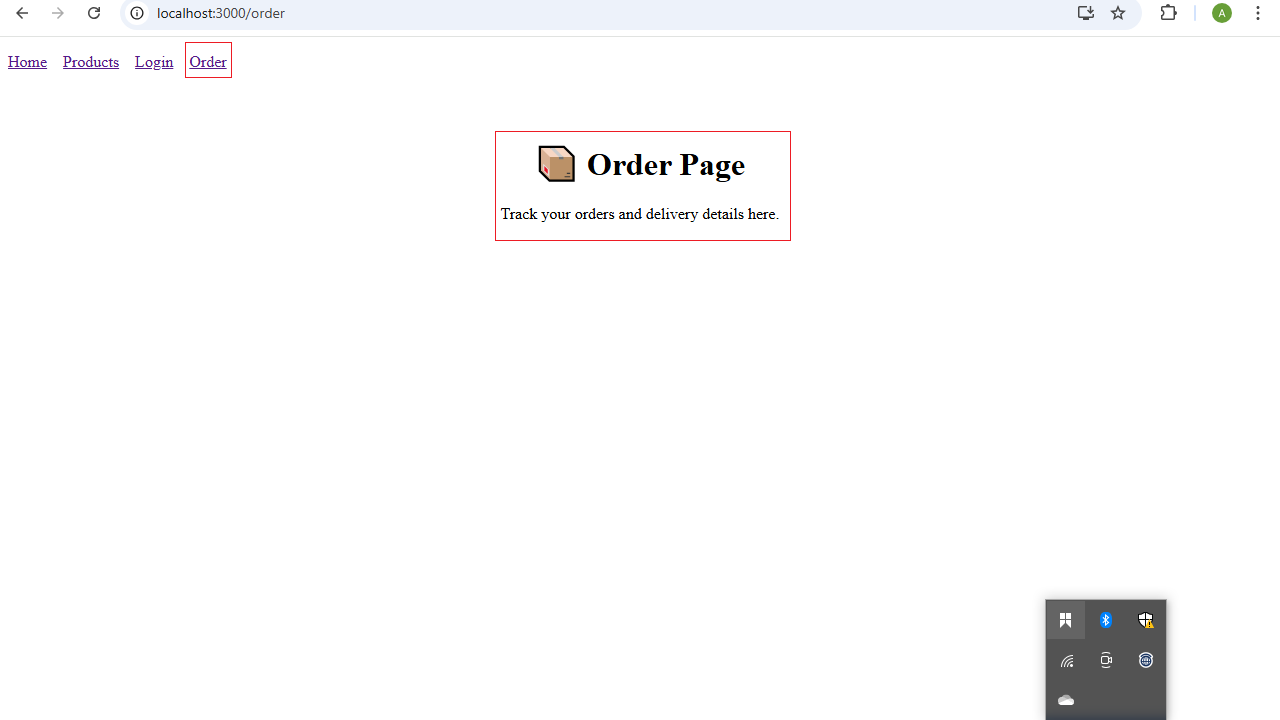 localhost:3000/order
A
Home Products Login Order
Order Page
Track your orders and delivery details here.